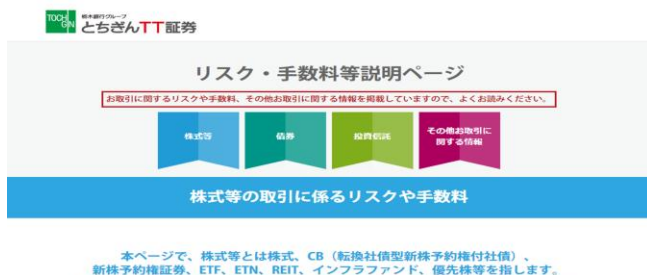 TOCHIGIN 栃木銀行グループ
とちぎんTT証券
リスク・手数料等説明ページ
お取引に関するリスクや手数料、その他お取引に関する情報を掲載していますので、よくお読みください。
株式等 債券 投資信託 その他お取引に
関する情報
株式等の取引に係るリスクや手数料
本ページで、株式等とは株式、CB（転換社債型新株予約権付社債）、
新株予約権証券、ETF、ETN、REIT、インフラファンド、優先株等を指します。